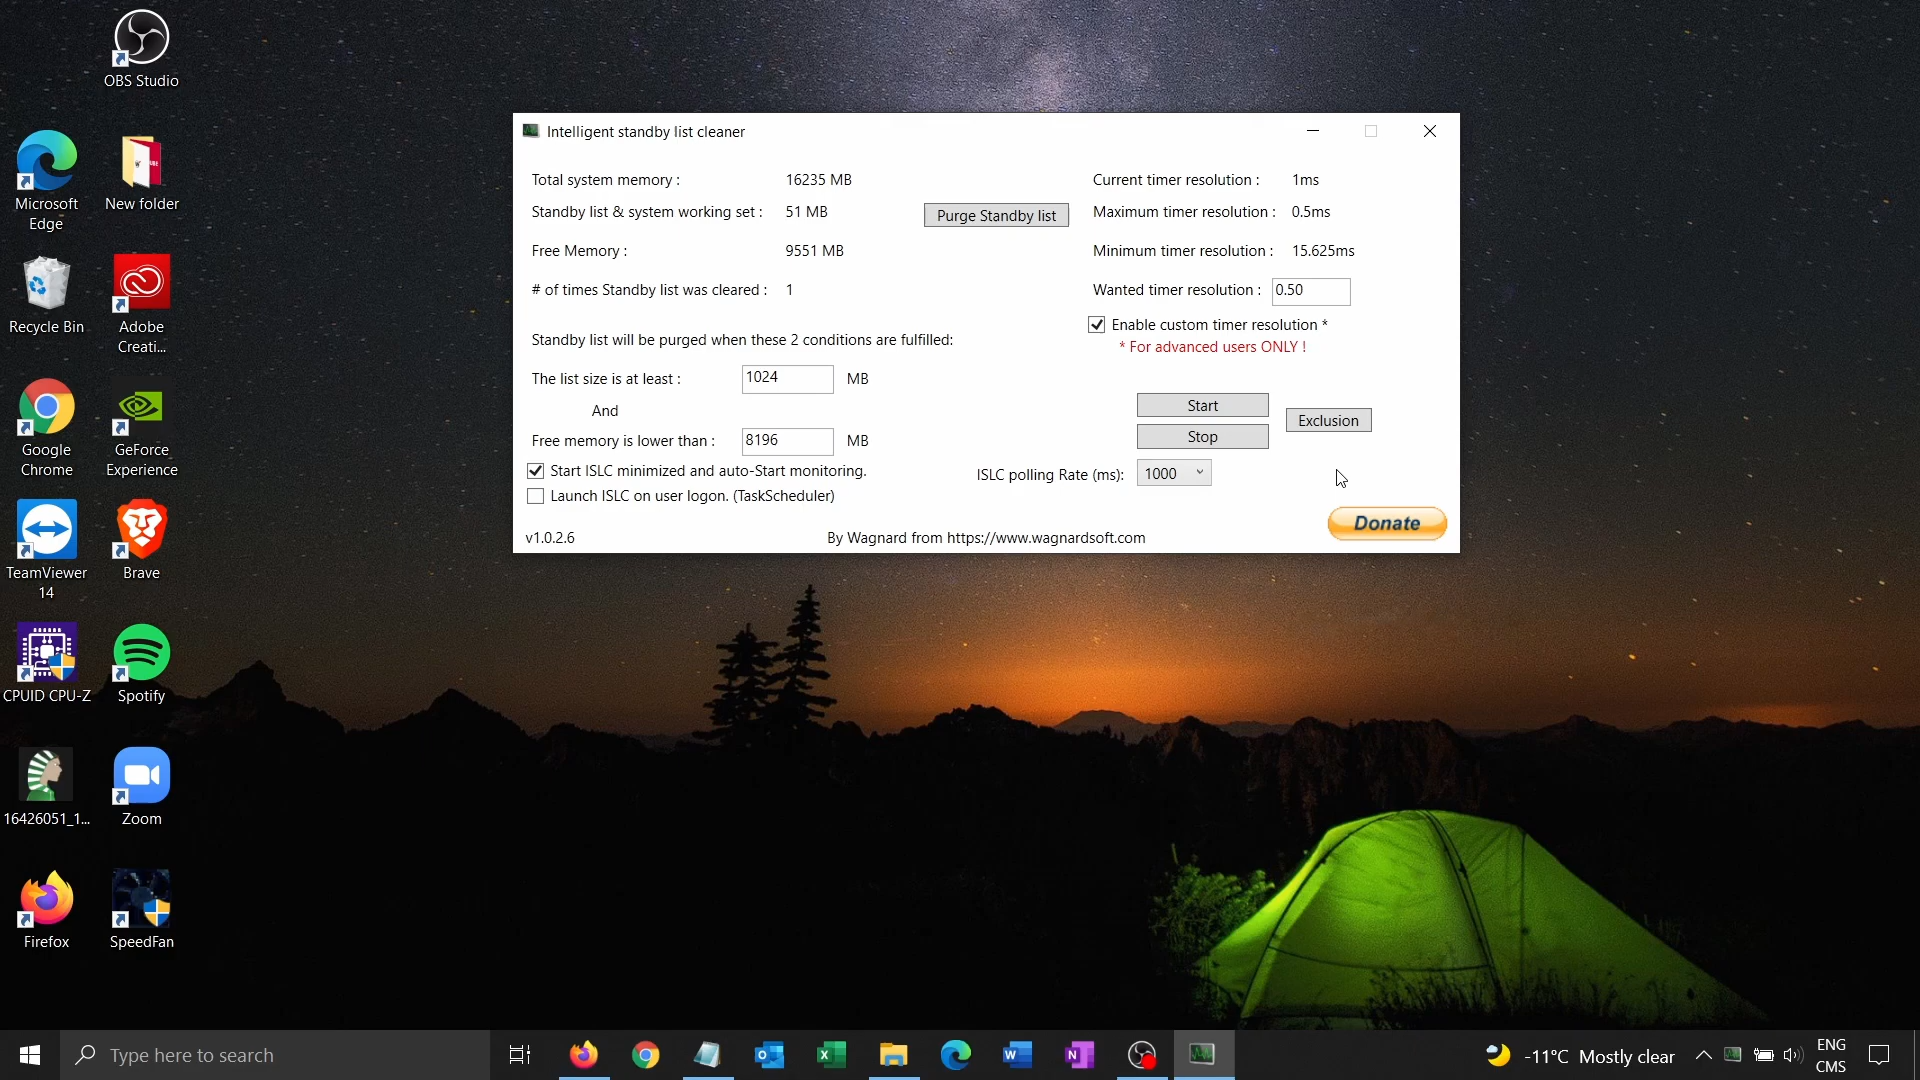 OBS Studio
Microsoft
Edge
New folder
Recycle Bin
Adobe
Creati...
Google
Chrome
GeForce
Experience
TeamViewer
14
Brave
CPUID CPU-Z
Spotify
16426051_1...
Zoom
Firefox
SpeedFan
Intelligent standby list cleaner
Total system memory : 16235 MB
Standby list & system working set : 51 MB
Purge Standby list
Free Memory : 9551 MB
# of times Standby list was cleared : 1
Standby list will be purged when these 2 conditions are fulfilled:
The list size is at least : 1024 MB
And
Free memory is lower than : 8196 MB
Start ISLC minimized and auto-Start monitoring.
Launch ISLC on user logon. (TaskScheduler)
Current timer resolution : 1ms
Maximum timer resolution : 0.5ms
Minimum timer resolution : 15.625ms
Wanted timer resolution : 0.50
Enable custom timer resolution *
* For advanced users ONLY !
Start
Stop
Exclusion
ISLC polling Rate (ms): 1000
Donate
v1.0.2.6
By Wagnard from https://www.wagnardsoft.com
Type here to search
-11°C Mostly clear
ENG
CMS